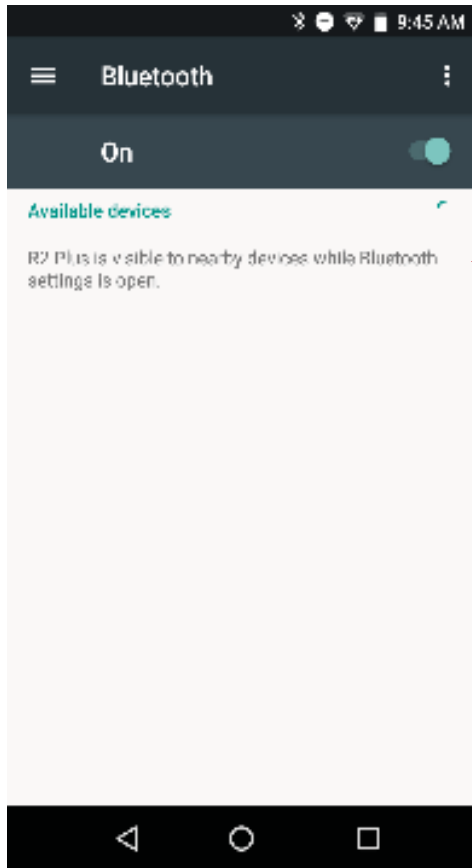 9:45 AM
Bluetooth
On
Available devices
R2 Plus is visible to nearby devices while Bluetooth
settings is open.